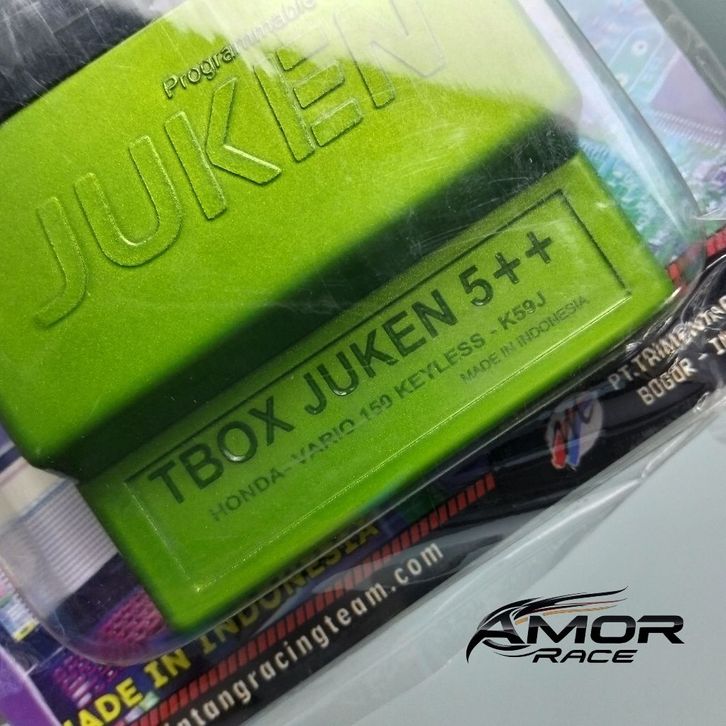 Programmable
JUKEN
TBOX JUKEN 5++
HONDA-VARIO 150 KEYLESS - K59J
MADE IN INDONESIA
BOGOR - IN
MADE IN INDONESIA
ntangracingteam.com
AMOR
RACE